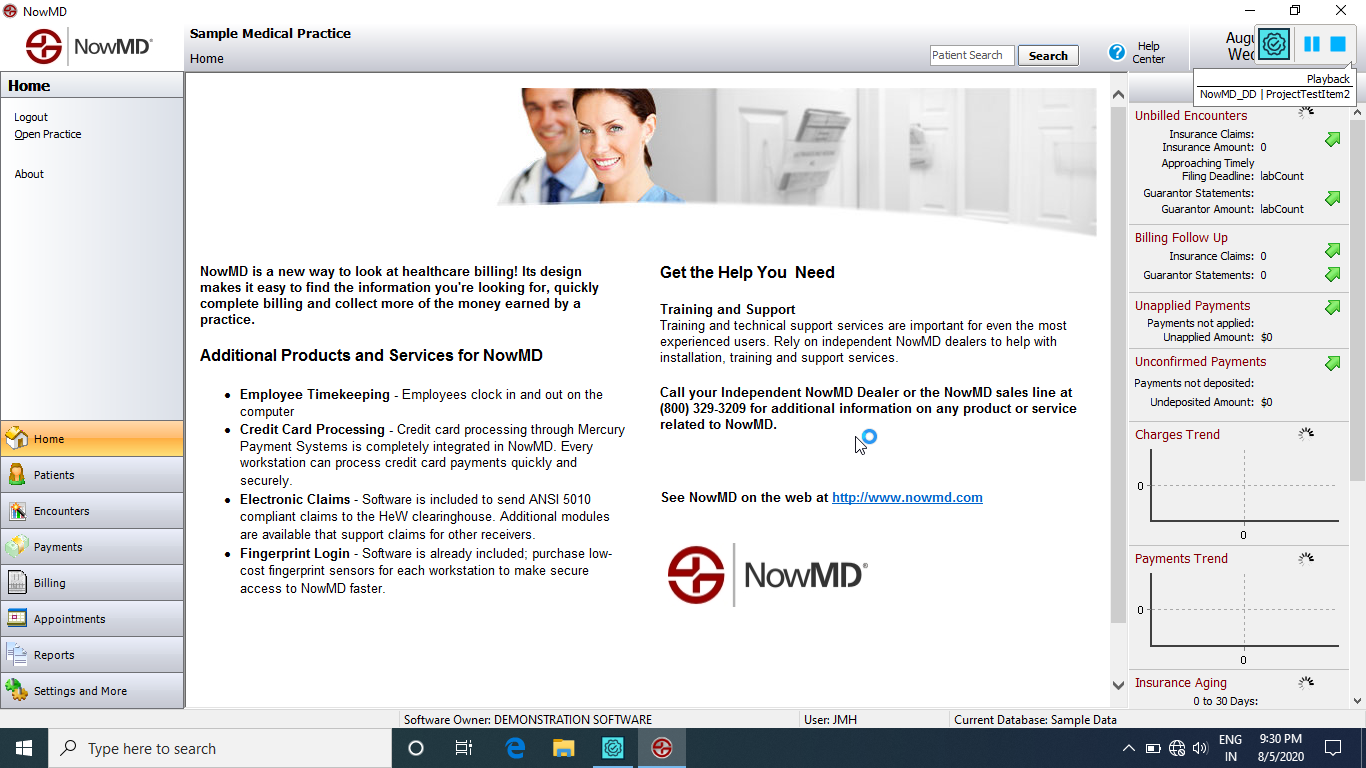 NowMD
NowMD®
Sample Medical Practice
Home
Patient Search
Search
Help
Center
Playback
NowMD_DD | ProjectTestItem2
Home
Logout
Open Practice
About
Home
Patients
Encounters
Payments
Billing
Appointments
Reports
Settings and More
NowMD is a new way to look at healthcare billing! Its design
makes it easy to find the information you're looking for, quickly
complete billing and collect more of the money earned by a
practice.
Additional Products and Services for NowMD
• Employee Timekeeping - Employees clock in and out on the
computer
• Credit Card Processing - Credit card processing through Mercury
Payment Systems is completely integrated in NowMD. Every
workstation can process credit card payments quickly and
securely.
• Electronic Claims - Software is included to send ANSI 5010
compliant claims to the HeW clearinghouse. Additional modules
are available that support claims for other receivers.
• Fingerprint Login - Software is already included; purchase low-
cost fingerprint sensors for each workstation to make secure
access to NowMD faster.
Get the Help You Need
Training and Support
Training and technical support services are important for even the most
experienced users. Rely on independent NowMD dealers to help with
installation, training and support services.
Call your Independent NowMD Dealer or the NowMD sales line at
(800) 329-3209 for additional information on any product or service
related to NowMD.
See NowMD on the web at http://www.nowmd.com
NowMD®
Unbilled Encounters
Insurance Claims:
Insurance Amount: 0
Approaching Timely
Filing Deadline: labCount
Guarantor Statements:
Guarantor Amount: labCount
Billing Follow Up
Insurance Claims: 0
Guarantor Statements: 0
Unapplied Payments
Payments not applied:
Unapplied Amount: $0
Unconfirmed Payments
Payments not deposited:
Undeposited Amount: $0
Charges Trend
0
0
Payments Trend
0
0
Insurance Aging
0 to 30 Days:
Software Owner: DEMONSTRATION SOFTWARE
User: JMH
Current Database: Sample Data
Type here to search
ENG
IN
9:30 PM
8/5/2020